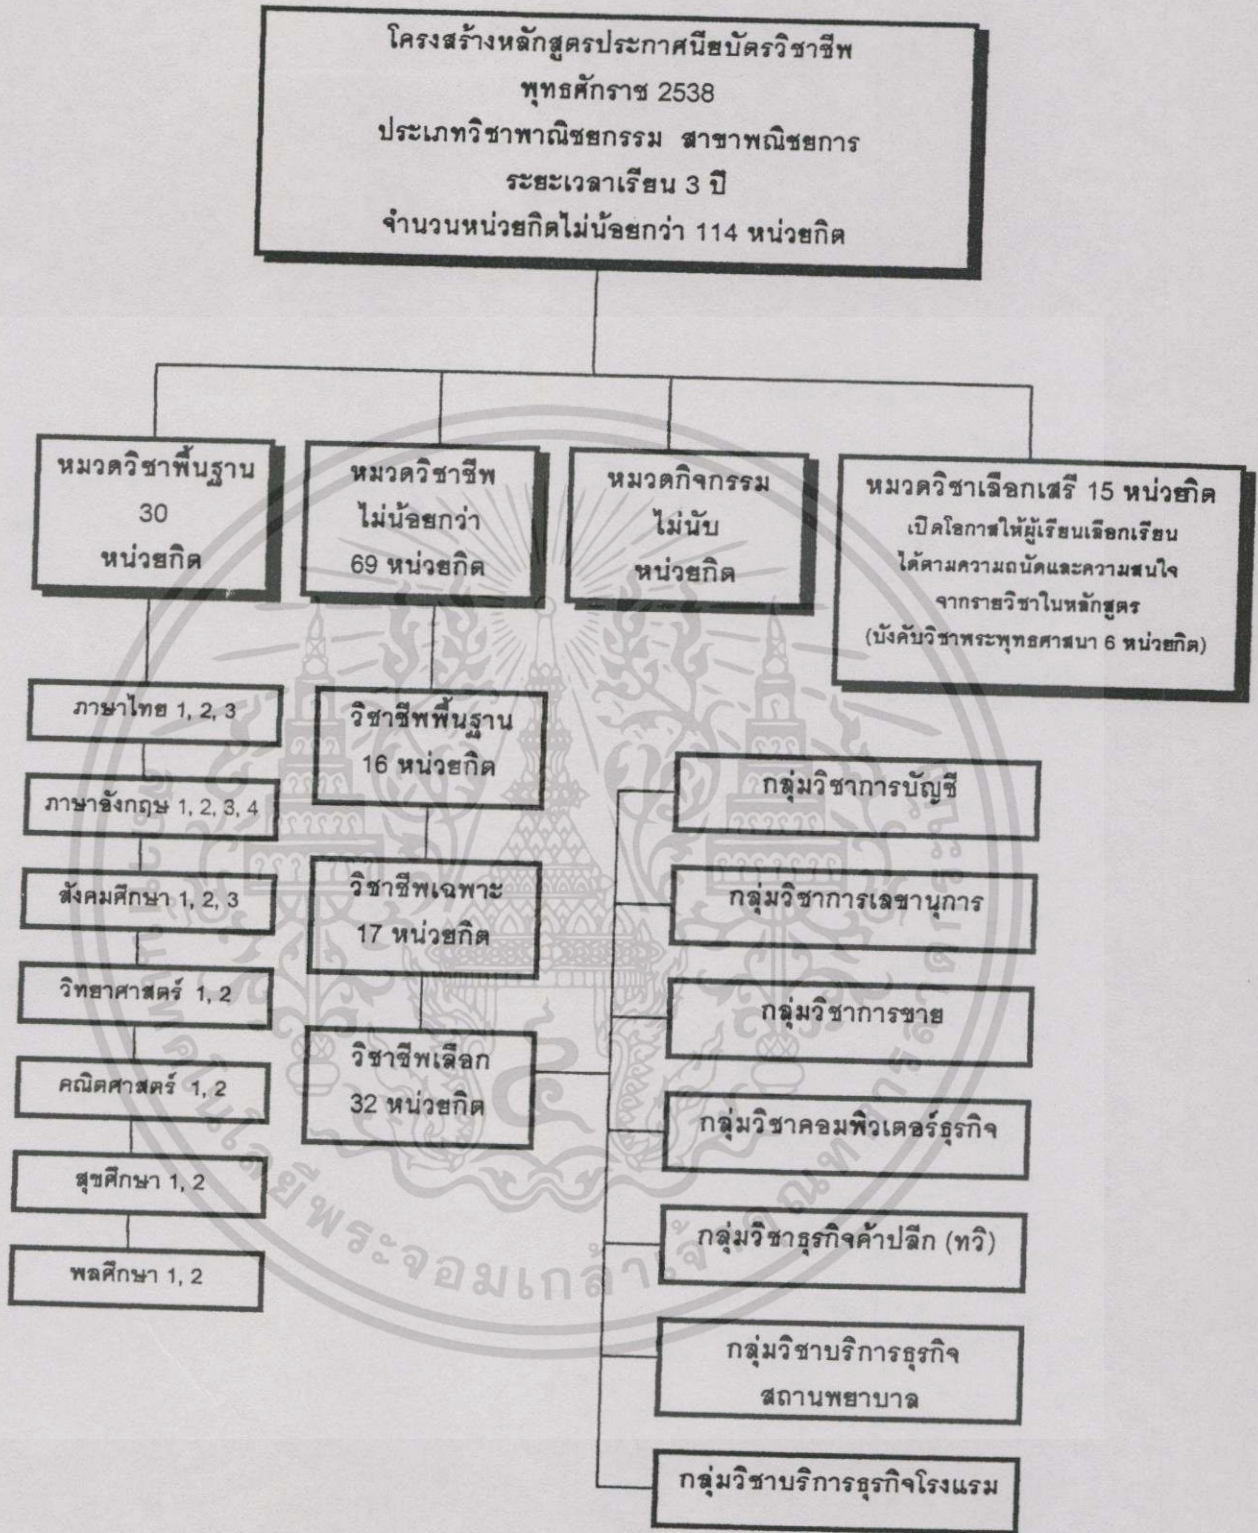 โครงสร้างหลักสูตรประกาศนียบัตรวิชาชีพ
พุทธศักราช 2538
ประเภทวิชาพาณิชยกรรม สาขาพณิชยการ
ระยะเวลาเรียน 3 ปี
จำนวนหน่วยกิตไม่น้อยกว่า 114 หน่วยกิต
หมวดวิชาพื้นฐาน
30
หน่วยกิต
หมวดวิชาชีพ
ไม่น้อยกว่า
69 หน่วยกิต
หมวดกิจกรรม
ไม่นับ
หน่วยกิต
หมวดวิชาเลือกเสรี 15 หน่วยกิต
เปิดโอกาสให้ผู้เรียนเลือกเรียน
ได้ตามความถนัดและความสนใจ
จากรายวิชาในหลักสูตร
(บังคับวิชาพระพุทธศาสนา 6 หน่วยกิต)
ภาษาไทย 1, 2, 3
ภาษาอังกฤษ 1, 2, 3, 4
สังคมศึกษา 1, 2, 3
วิทยาศาสตร์ 1, 2
คณิตศาสตร์ 1, 2
สุขศึกษา 1, 2
พลศึกษา 1, 2
วิชาชีพพื้นฐาน
16 หน่วยกิต
วิชาชีพเฉพาะ
17 หน่วยกิต
วิชาชีพเลือก
32 หน่วยกิต
กลุ่มวิชาการบัญชี
กลุ่มวิชาการเลขานุการ
กลุ่มวิชาการขาย
กลุ่มวิชาคอมพิวเตอร์ธุรกิจ
กลุ่มวิชาธุรกิจค้าปลีก (ทวิ)
กลุ่มวิชาบริการธุรกิจ
สถานพยาบาล
กลุ่มวิชาบริการธุรกิจโรงแรม